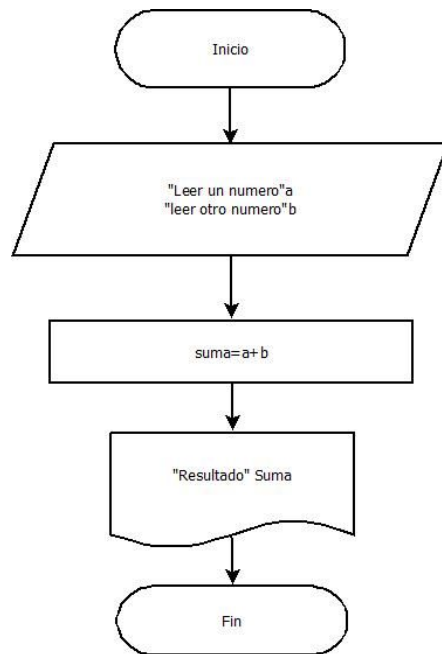 Inicio
"Leer un numero"a
"leer otro numero"b
suma=a+b
"Resultado" Suma
Fin